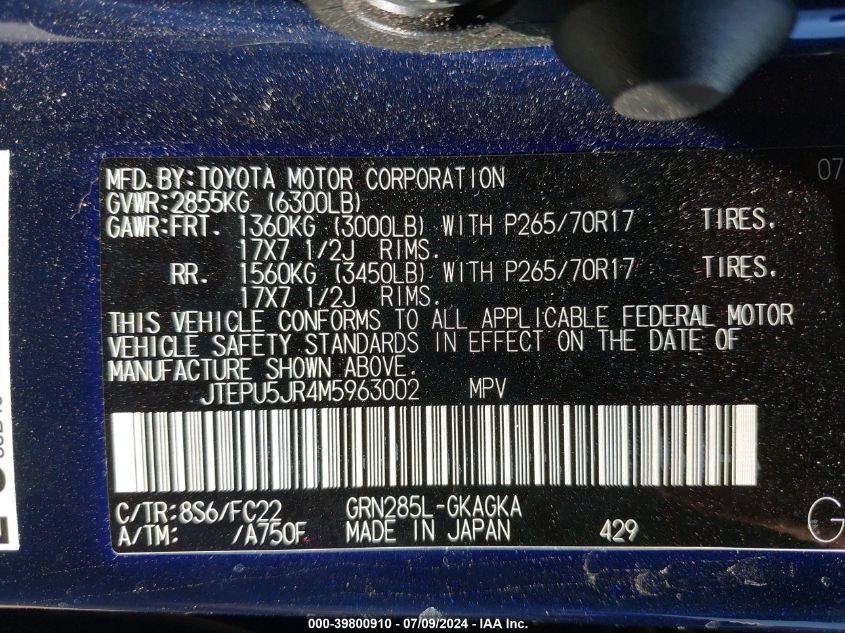 07
MFD.BY:TOYOTA MOTOR CORPORATION
GVWR:2855KG (6300LB)
GAWR:FRT. 1360KG (3000LB) WITH P265/70R17 TIRES.
17X7 1/2J RIMS.
RR. 1560KG (3450LB) WITH P265/70R17 TIRES.
17X7 1/2J RIMS.
THIS VEHICLE CONFORMS TO ALL APPLICABLE FEDERAL MOTOR
VEHICLE SAFETY STANDARDS IN EFFECT ON THE DATE OF
MANUFACTURE SHOWN ABOVE.
JTEPU5JR4M5963002 MPV
C/TR:8S6/FC22 GRN285L-GKAGKA
A/TM: /A750F MADE IN JAPAN 429
G
000-39800910 - 07/09/2024 - IAA Inc.